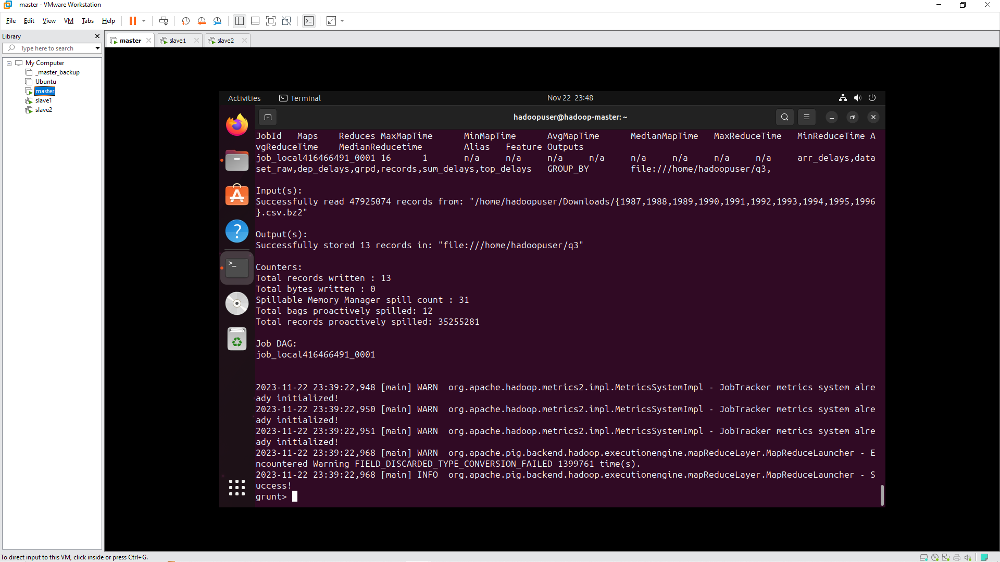 master - VMware Workstation
File Edit View VM Tabs Help
Library
Type here to search
My Computer
_master_backup
Ubuntu
master
slave1
slave2
master slave1 slave2
Activities Terminal Nov 22 23:48
hadoopuser@hadoop-master: ~
JobId Maps Reduces MaxMapTime MinMapTime AvgMapTime MedianMapTime MaxReduceTime MinReduceTime A
vgReduceTime MedianReducetime Alias Feature Outputs
job_local416466491_0001 16 1 n/a n/a n/a n/a n/a n/a n/a n/a arr_delays,data
set_raw,dep_delays,grpd,records,sum_delays,top_delays GROUP_BY file:///home/hadoopuser/q3,
Input(s):
Successfully read 47925074 records from: "/home/hadoopuser/Downloads/{1987,1988,1989,1990,1991,1992,1993,1994,1995,1996
}.csv.bz2"
Output(s):
Successfully stored 13 records in: "file:///home/hadoopuser/q3"
Counters:
Total records written : 13
Total bytes written : 0
Spillable Memory Manager spill count : 31
Total bags proactively spilled: 12
Total records proactively spilled: 35255281
Job DAG:
job_local416466491_0001
2023-11-22 23:39:22,948 [main] WARN org.apache.hadoop.metrics2.impl.MetricsSystemImpl - JobTracker metrics system alre
ady initialized!
2023-11-22 23:39:22,950 [main] WARN org.apache.hadoop.metrics2.impl.MetricsSystemImpl - JobTracker metrics system alre
ady initialized!
2023-11-22 23:39:22,951 [main] WARN org.apache.hadoop.metrics2.impl.MetricsSystemImpl - JobTracker metrics system alre
ady initialized!
2023-11-22 23:39:22,968 [main] WARN org.apache.pig.backend.hadoop.executionengine.mapReduceLayer.MapReduceLauncher - E
ncountered Warning FIELD_DISCARDED_TYPE_CONVERSION_FAILED 1399761 time(s).
2023-11-22 23:39:22,968 [main] INFO org.apache.pig.backend.hadoop.executionengine.mapReduceLayer.MapReduceLauncher - S
uccess!
grunt>
To direct input to this VM, click inside or press Ctrl+G.